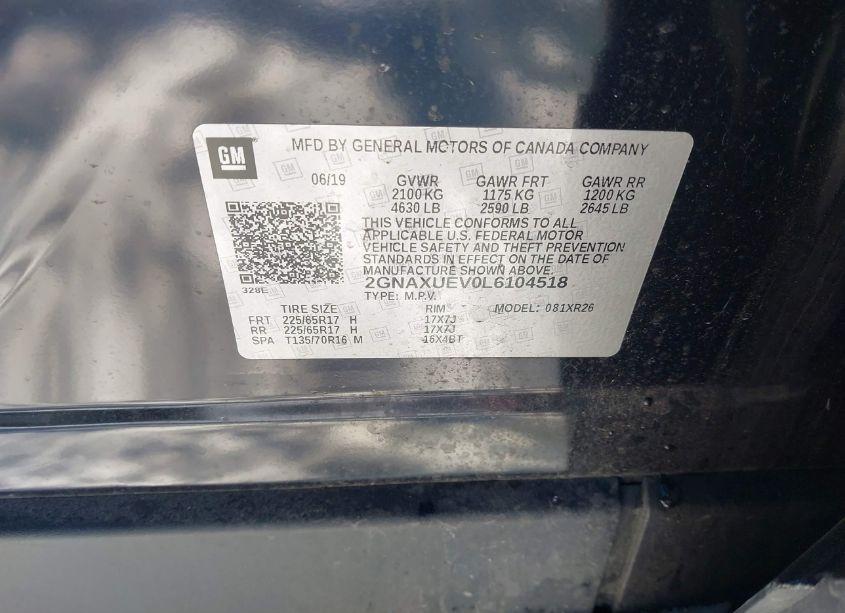 GM
MFD BY GENERAL MOTORS OF CANADA COMPANY
06/19 GVWR GAWR FRT GAWR RR
2100 KG 1175 KG 1200 KG
4630 LB 2590 LB 2645 LB
THIS VEHICLE CONFORMS TO ALL
APPLICABLE U.S. FEDERAL MOTOR
VEHICLE SAFETY AND THEFT PREVENTION
STANDARDS IN EFFECT ON THE DATE OF
MANUFACTURE SHOWN ABOVE.
2GNAXUEV0L6104518
328E
TYPE: M.P.V.
TIRE SIZE RIM MODEL: 081XR26
FRT 225/65R17 H 17X7J
RR 225/65R17 H 17X7J
SPA T135/70R16 M 16X4BT